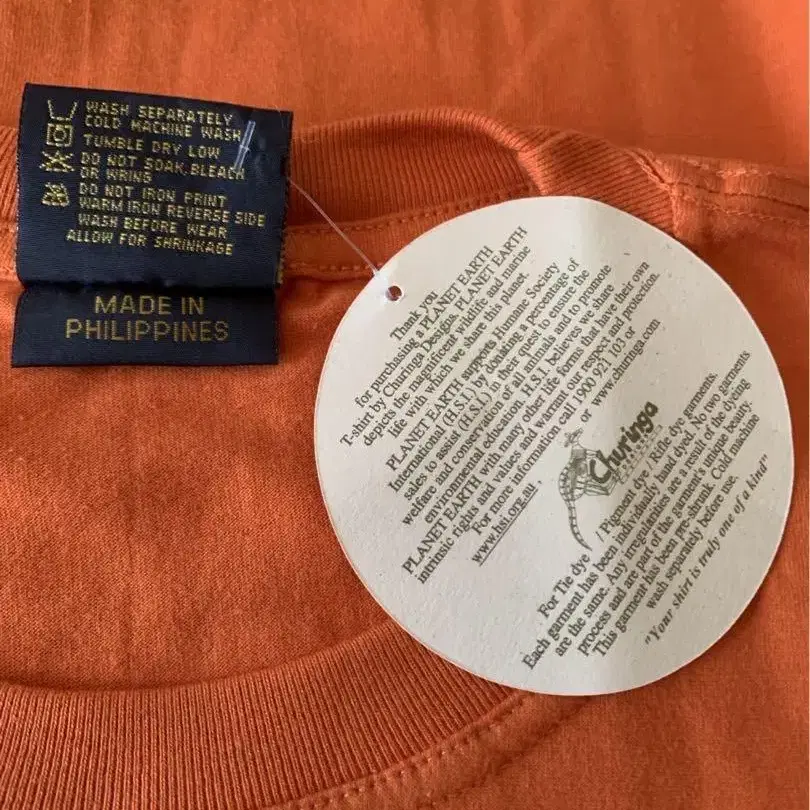 WASH SEPARATELY
COLD MACHINE WASH
TUMBLE DRY LOW
DO NOT SOAK, BLEACH
OR WRING
DO NOT IRON PRINT
WARM IRON REVERSE SIDE
WASH BEFORE WEAR
ALLOW FOR SHRINKAGE
MADE IN
PHILIPPINES
Thank you
for purchasing a PLANET EARTH
T-shirt by Churinga Designs. PLANET EARTH
depicts the magnificent wildlife and marine
life with which we share this planet.
PLANET EARTH supports Humane Society
International (H.S.I.) by donating a percentage of
sales to assist (H.S.I.) in their quest to ensure the
welfare and conservation of all animals and to promote
environmental education. H.S.I. believes we share
PLANET EARTH with many other life forms that have their own
intrinsic rights and values and warrant our respect and protection.
For more information call 1900 921 103 or
www.hsi.org.au, or www.churinga.com
Churinga
For Tie dye / Pigment dye / Rifle dye garments.
Each garment has been individually hand dyed. No two garments
are the same. Any irregularities are a result of the dyeing
process and are part of the garment's unique beauty.
This garment has been pre-shrunk. Cold machine
wash separately before use.
"Your shirt is truly one of a kind"